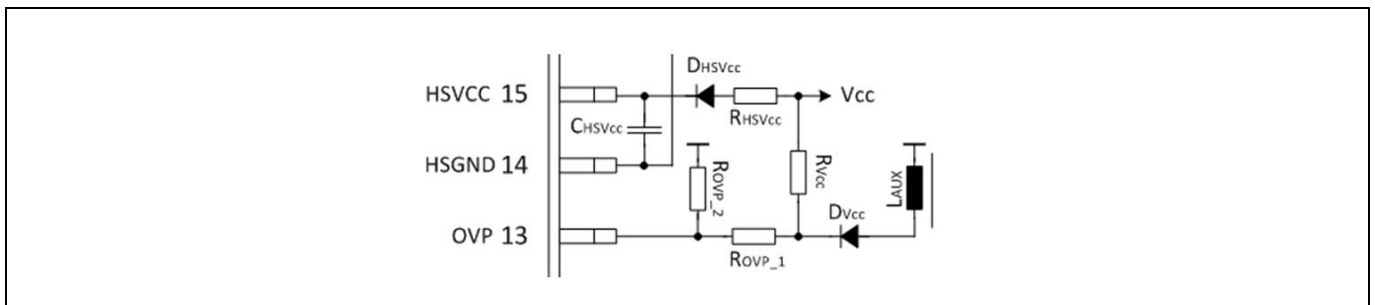 DHSVcc
HSVCC 15
Vcc
RHSVcc
CHSVcc
HSGND 14
ROVP_2
RVcc
LAUX
DVcc
OVP 13
ROVP_1